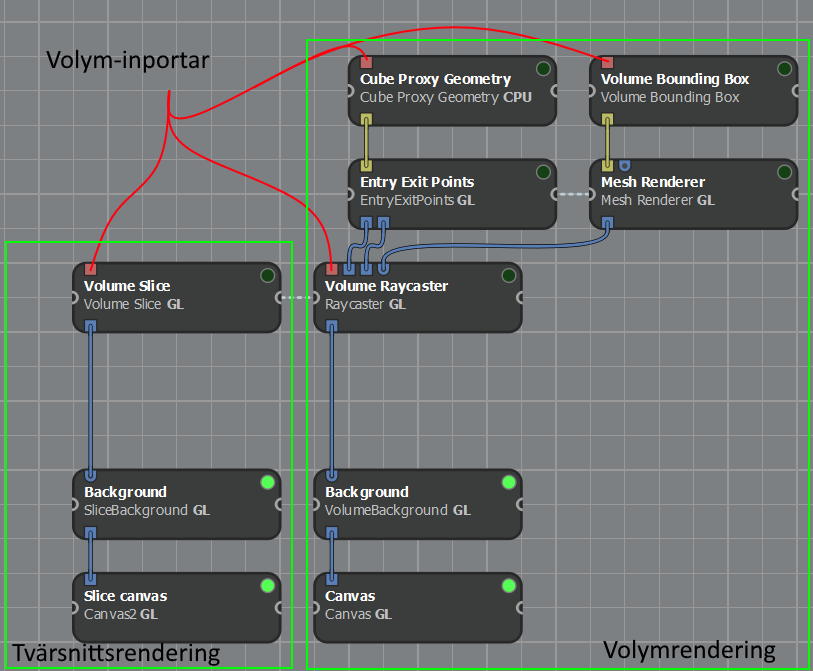 Volym-inportar
Cube Proxy Geometry
Cube Proxy Geometry CPU
Volume Bounding Box
Volume Bounding Box
Entry Exit Points
EntryExitPoints GL
Mesh Renderer
Mesh Renderer GL
Volume Slice
Volume Slice GL
Volume Raycaster
Raycaster GL
Background
SliceBackground GL
Background
VolumeBackground GL
Slice canvas
Canvas2 GL
Canvas
Canvas GL
Tvärsnittsrendering
Volymrendering